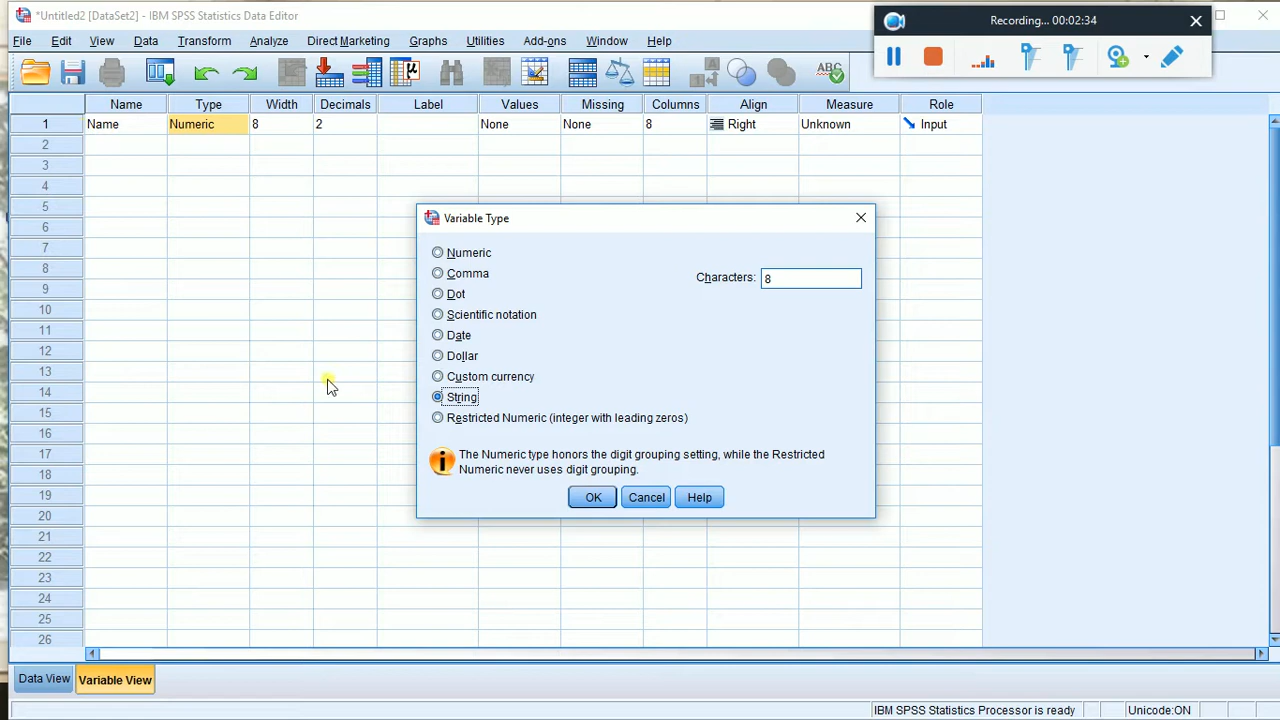 *Untitled2 [DataSet2] - IBM SPSS Statistics Data Editor
Recording... 00:02:34
File Edit View Data Transform Analyze Direct Marketing Graphs Utilities Add-ons Window Help
Name Type Width Decimals Label Values Missing Columns Align Measure Role
1 Name Numeric 8 2 None None 8 Right Unknown Input
2
3
4
5
6
7
8
9
10
11
12
13
14
15
16
17
18
19
20
21
22
23
24
25
26
Variable Type
Numeric
Comma
Characters: 8
Dot
Scientific notation
Date
Dollar
Custom currency
String
Restricted Numeric (integer with leading zeros)
The Numeric type honors the digit grouping setting, while the Restricted
Numeric never uses digit grouping.
OK Cancel Help
Data View Variable View
IBM SPSS Statistics Processor is ready Unicode:ON